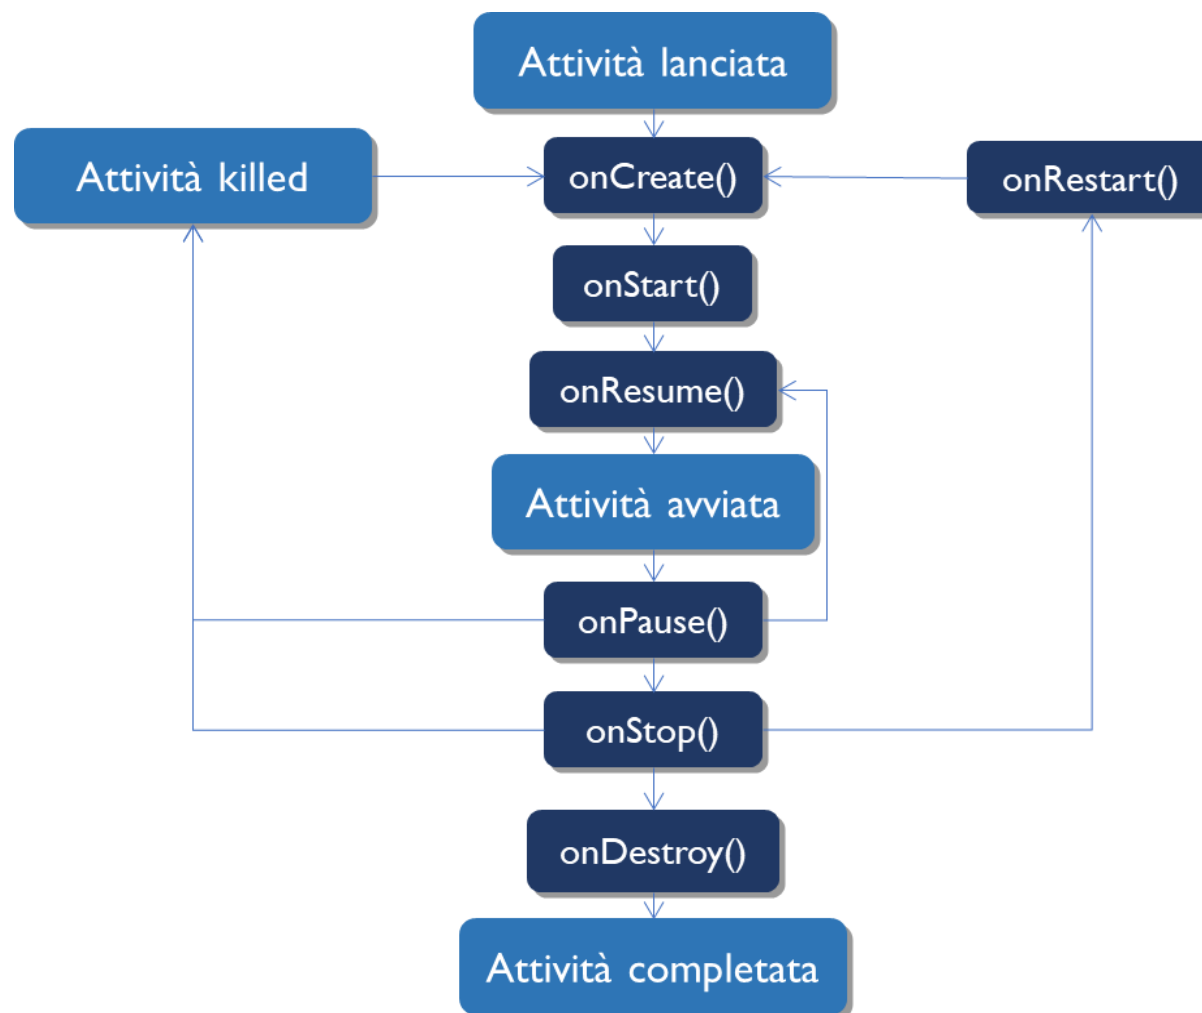 Attività lanciata
Attività killed
onCreate()
onRestart()
onStart()
onResume()
Attività avviata
onPause()
onStop()
onDestroy()
Attività completata